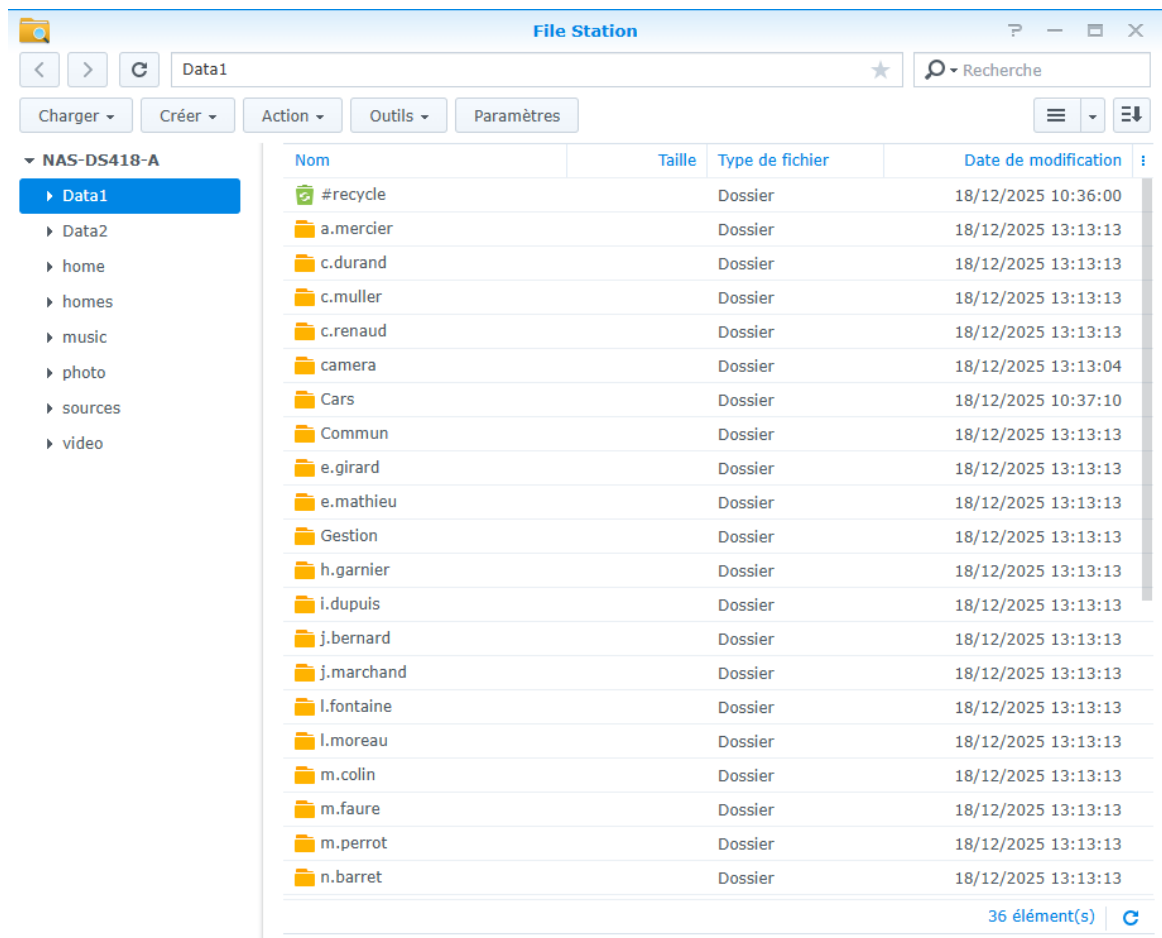 File Station
Data1
Recherche
Charger Créer Action Outils Paramètres
NAS-DS418-A
Data1
Data2
home
homes
music
photo
sources
video
Nom Taille Type de fichier Date de modification
#recycle Dossier 18/12/2025 10:36:00
a.mercier Dossier 18/12/2025 13:13:13
c.durand Dossier 18/12/2025 13:13:13
c.muller Dossier 18/12/2025 13:13:13
c.renaud Dossier 18/12/2025 13:13:13
camera Dossier 18/12/2025 13:13:04
Cars Dossier 18/12/2025 10:37:10
Commun Dossier 18/12/2025 13:13:13
e.girard Dossier 18/12/2025 13:13:13
e.mathieu Dossier 18/12/2025 13:13:13
Gestion Dossier 18/12/2025 13:13:13
h.garnier Dossier 18/12/2025 13:13:13
i.dupuis Dossier 18/12/2025 13:13:13
j.bernard Dossier 18/12/2025 13:13:13
j.marchand Dossier 18/12/2025 13:13:13
l.fontaine Dossier 18/12/2025 13:13:13
l.moreau Dossier 18/12/2025 13:13:13
m.colin Dossier 18/12/2025 13:13:13
m.faure Dossier 18/12/2025 13:13:13
m.perrot Dossier 18/12/2025 13:13:13
n.barret Dossier 18/12/2025 13:13:13
36 élément(s)